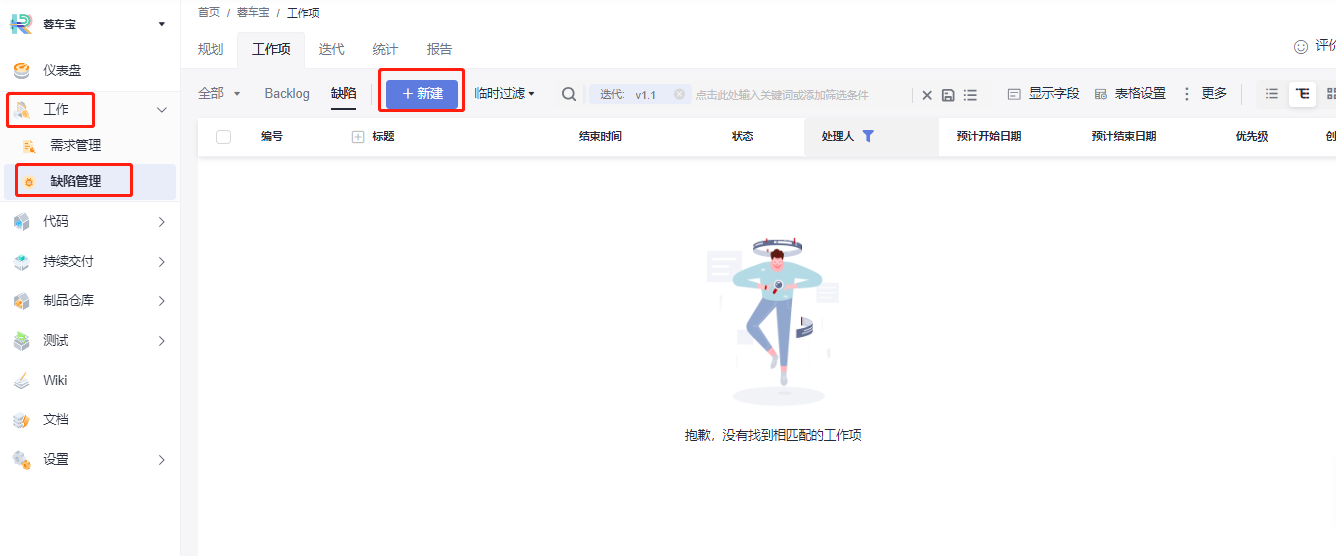 蓉车宝
首页 / 蓉车宝 / 工作项
规划 工作项 迭代 统计 报告
仪表盘
全部 Backlog 缺陷 + 新建 临时过滤 迭代: v1.1 点击此处输入关键词或添加筛选条件 显示字段 表格设置 更多
工作
编号 标题 结束时间 状态 处理人 预计开始日期 预计结束日期 优先级
需求管理
缺陷管理
代码
持续交付
制品仓库
测试
Wiki
文档
抱歉，没有找到相匹配的工作项
设置